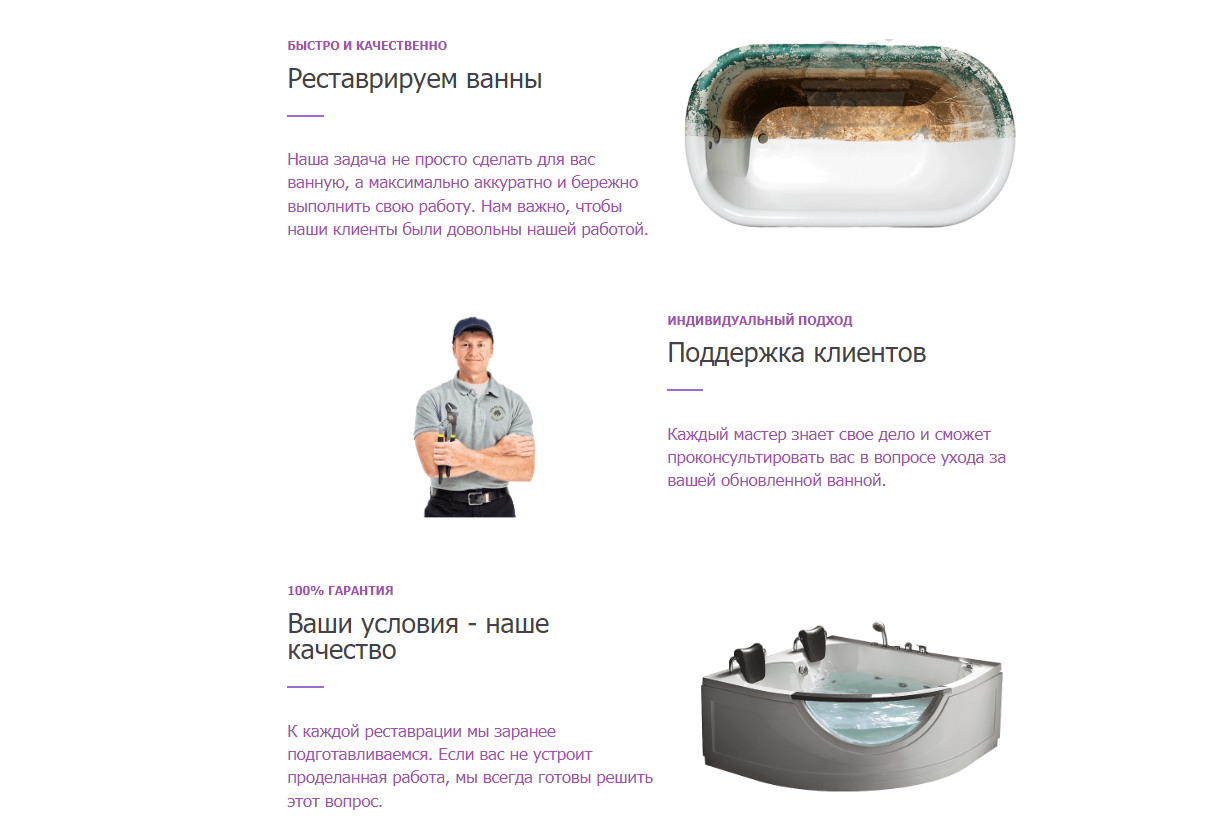 БЫСТРО И КАЧЕСТВЕННО
Реставрируем ванны
Наша задача не просто сделать для вас
ванную, а максимально аккуратно и бережно
выполнить свою работу. Нам важно, чтобы
наши клиенты были довольны нашей работой.
ИНДИВИДУАЛЬНЫЙ ПОДХОД
Поддержка клиентов
Каждый мастер знает свое дело и сможет
проконсультировать вас в вопросе ухода за
вашей обновленной ванной.
100% ГАРАНТИЯ
Ваши условия - наше
качество
К каждой реставрации мы заранее
подготавливаемся. Если вас не устроит
проделанная работа, мы всегда готовы решить
этот вопрос.